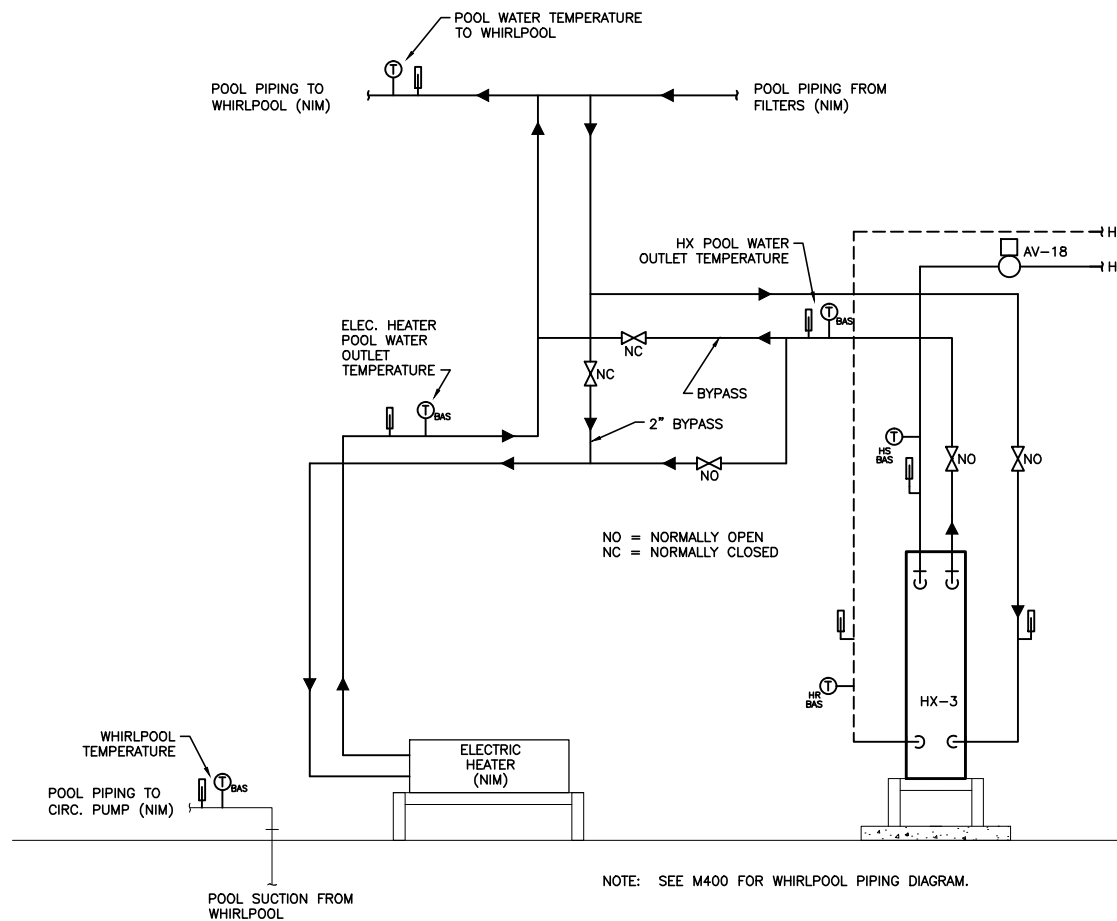 POOL WATER TEMPERATURE
TO WHIRLPOOL
T
POOL PIPING TO
WHIRLPOOL (NIM)
POOL PIPING FROM
FILTERS (NIM)
HX POOL WATER
OUTLET TEMPERATURE
H
AV-18
H
T
BAS
ELEC. HEATER
POOL WATER
OUTLET
TEMPERATURE
NC
NC
BYPASS
T
BAS
2" BYPASS
T
HS
BAS
NO
NO
NO
NO = NORMALLY OPEN
NC = NORMALLY CLOSED
T
HR
BAS
HX-3
WHIRLPOOL
TEMPERATURE
T
BAS
ELECTRIC
HEATER
(NIM)
POOL PIPING TO
CIRC. PUMP (NIM)
NOTE: SEE M400 FOR WHIRLPOOL PIPING DIAGRAM.
POOL SUCTION FROM
WHIRLPOOL